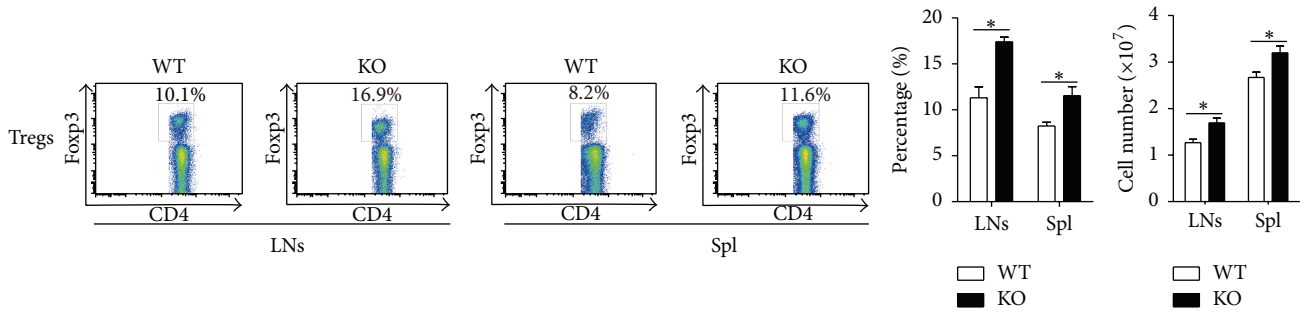 Tregs
WT
10.1%
Foxp3
CD4
KO
16.9%
Foxp3
CD4
LNs
WT
8.2%
Foxp3
CD4
KO
11.6%
Foxp3
CD4
Spl
Percentage (%)
20
15
10
5
0
*
*
LNs Spl
WT
KO
Cell number (×10⁷)
4
3
2
1
0
*
*
LNs Spl
WT
KO